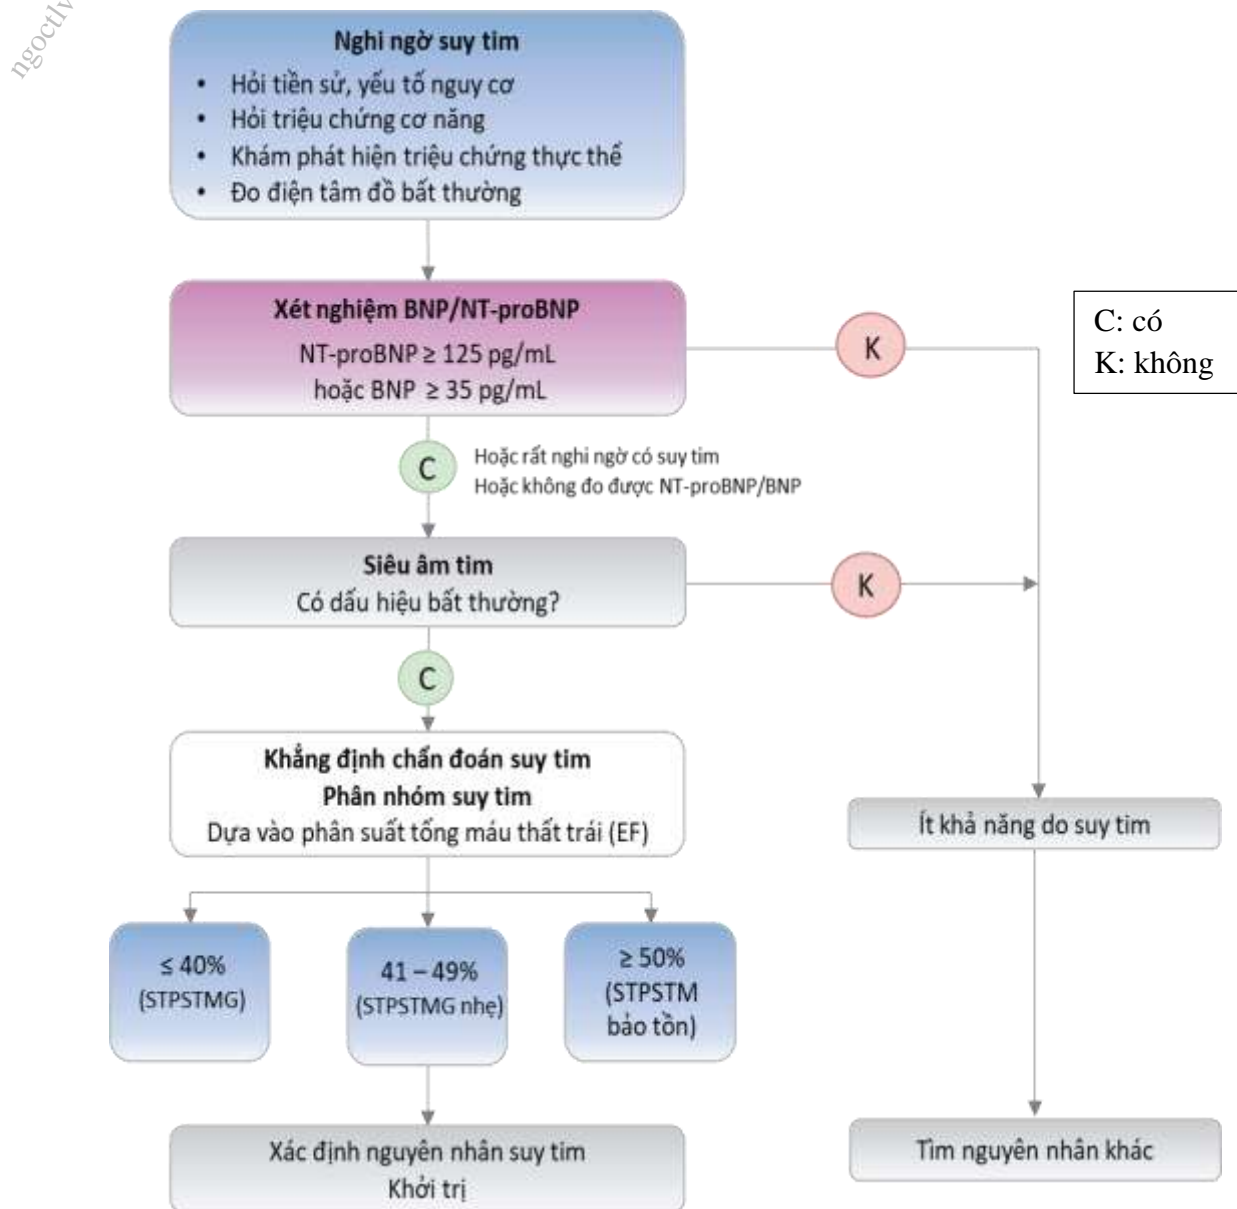 ngoctlv
Nghi ngờ suy tim
• Hỏi tiền sử, yếu tố nguy cơ
• Hỏi triệu chứng cơ năng
• Khám phát hiện triệu chứng thực thể
• Đo điện tâm đồ bất thường
Xét nghiệm BNP/NT-proBNP
NT-proBNP ≥ 125 pg/mL
hoặc BNP ≥ 35 pg/mL
K
C: có
K: không
C
Hoặc rất nghi ngờ có suy tim
Hoặc không đo được NT-proBNP/BNP
Siêu âm tim
Có dấu hiệu bất thường?
K
C
Khẳng định chẩn đoán suy tim
Phân nhóm suy tim
Dựa vào phân suất tống máu thất trái (EF)
Ít khả năng do suy tim
≤ 40%
(STPSTMG)
41 – 49%
(STPSTMG nhẹ)
≥ 50%
(STPSTM
bảo tồn)
Xác định nguyên nhân suy tim
Khởi trị
Tìm nguyên nhân khác